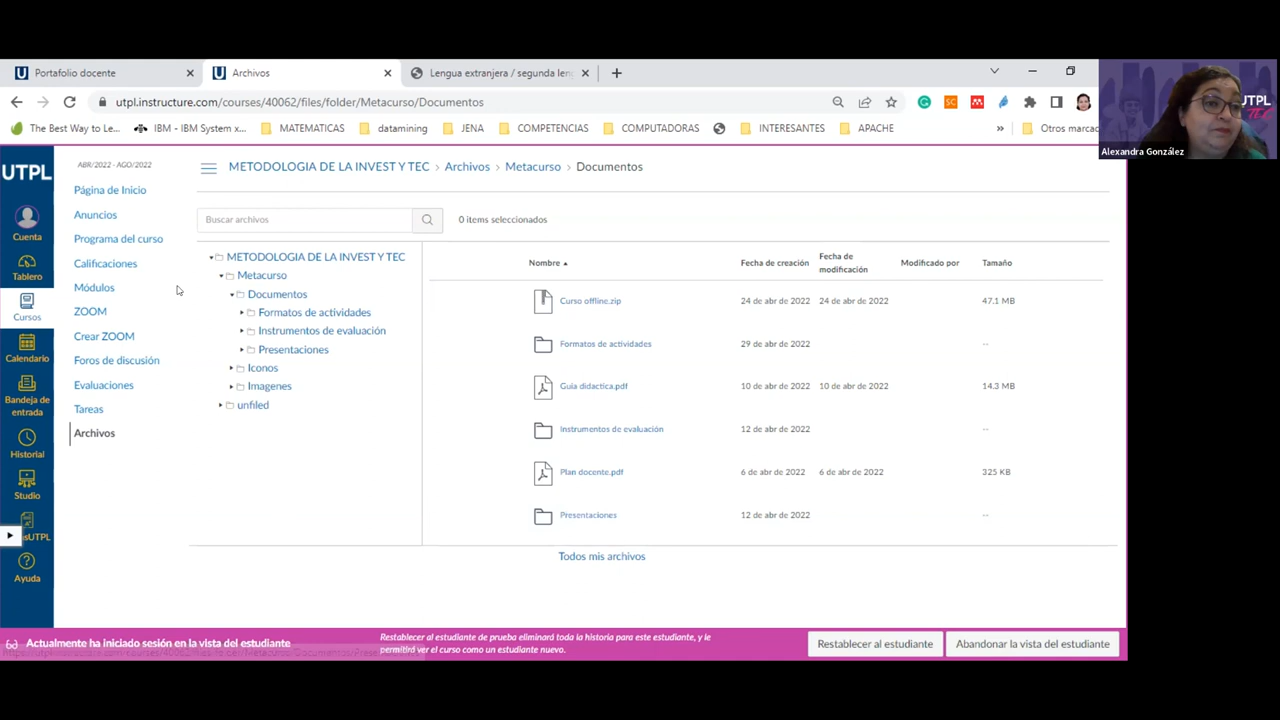 Portafolio docente
Archivos
Lengua extranjera / segunda len
utpl.instructure.com/courses/40062/files/folder/Metacurso/Documentos
The Best Way to Le...
IBM - IBM System x...
MATEMATICAS
datamining
JENA
COMPETENCIAS
COMPUTADORAS
INTERESANTES
APACHE
»
Otros marcad
UTPL
TEC
Alexandra González
UTPL
Cuenta
Tablero
Cursos
Calendario
Bandeja de
entrada
Historial
Studio
sUTPL
Ayuda
ABR/2022 - AGO/2022
Página de Inicio
Anuncios
Programa del curso
Calificaciones
Módulos
ZOOM
Crear ZOOM
Foros de discusión
Evaluaciones
Tareas
Archivos
METODOLOGIA DE LA INVEST Y TEC > Archivos > Metacurso > Documentos
Buscar archivos
0 items seleccionados
METODOLOGIA DE LA INVEST Y TEC
Metacurso
Documentos
Formatos de actividades
Instrumentos de evaluación
Presentaciones
Iconos
Imagenes
unfiled
Nombre
Fecha de creación
Fecha de
modificación
Modificado por
Tamaño
Curso offline.zip 24 de abr de 2022 24 de abr de 2022 47.1 MB
Formatos de actividades 29 de abr de 2022 --
Guía didactica.pdf 10 de abr de 2022 10 de abr de 2022 14.3 MB
Instrumentos de evaluación 12 de abr de 2022 --
Plan docente.pdf 6 de abr de 2022 6 de abr de 2022 325 KB
Presentaciones 12 de abr de 2022 --
Todos mis archivos
Actualmente ha iniciado sesión en la vista del estudiante
Restablecer al estudiante de prueba eliminará toda la historia para este estudiante, y le
permitirá ver el curso como un estudiante nuevo.
Restablecer al estudiante
Abandonar la vista del estudiante